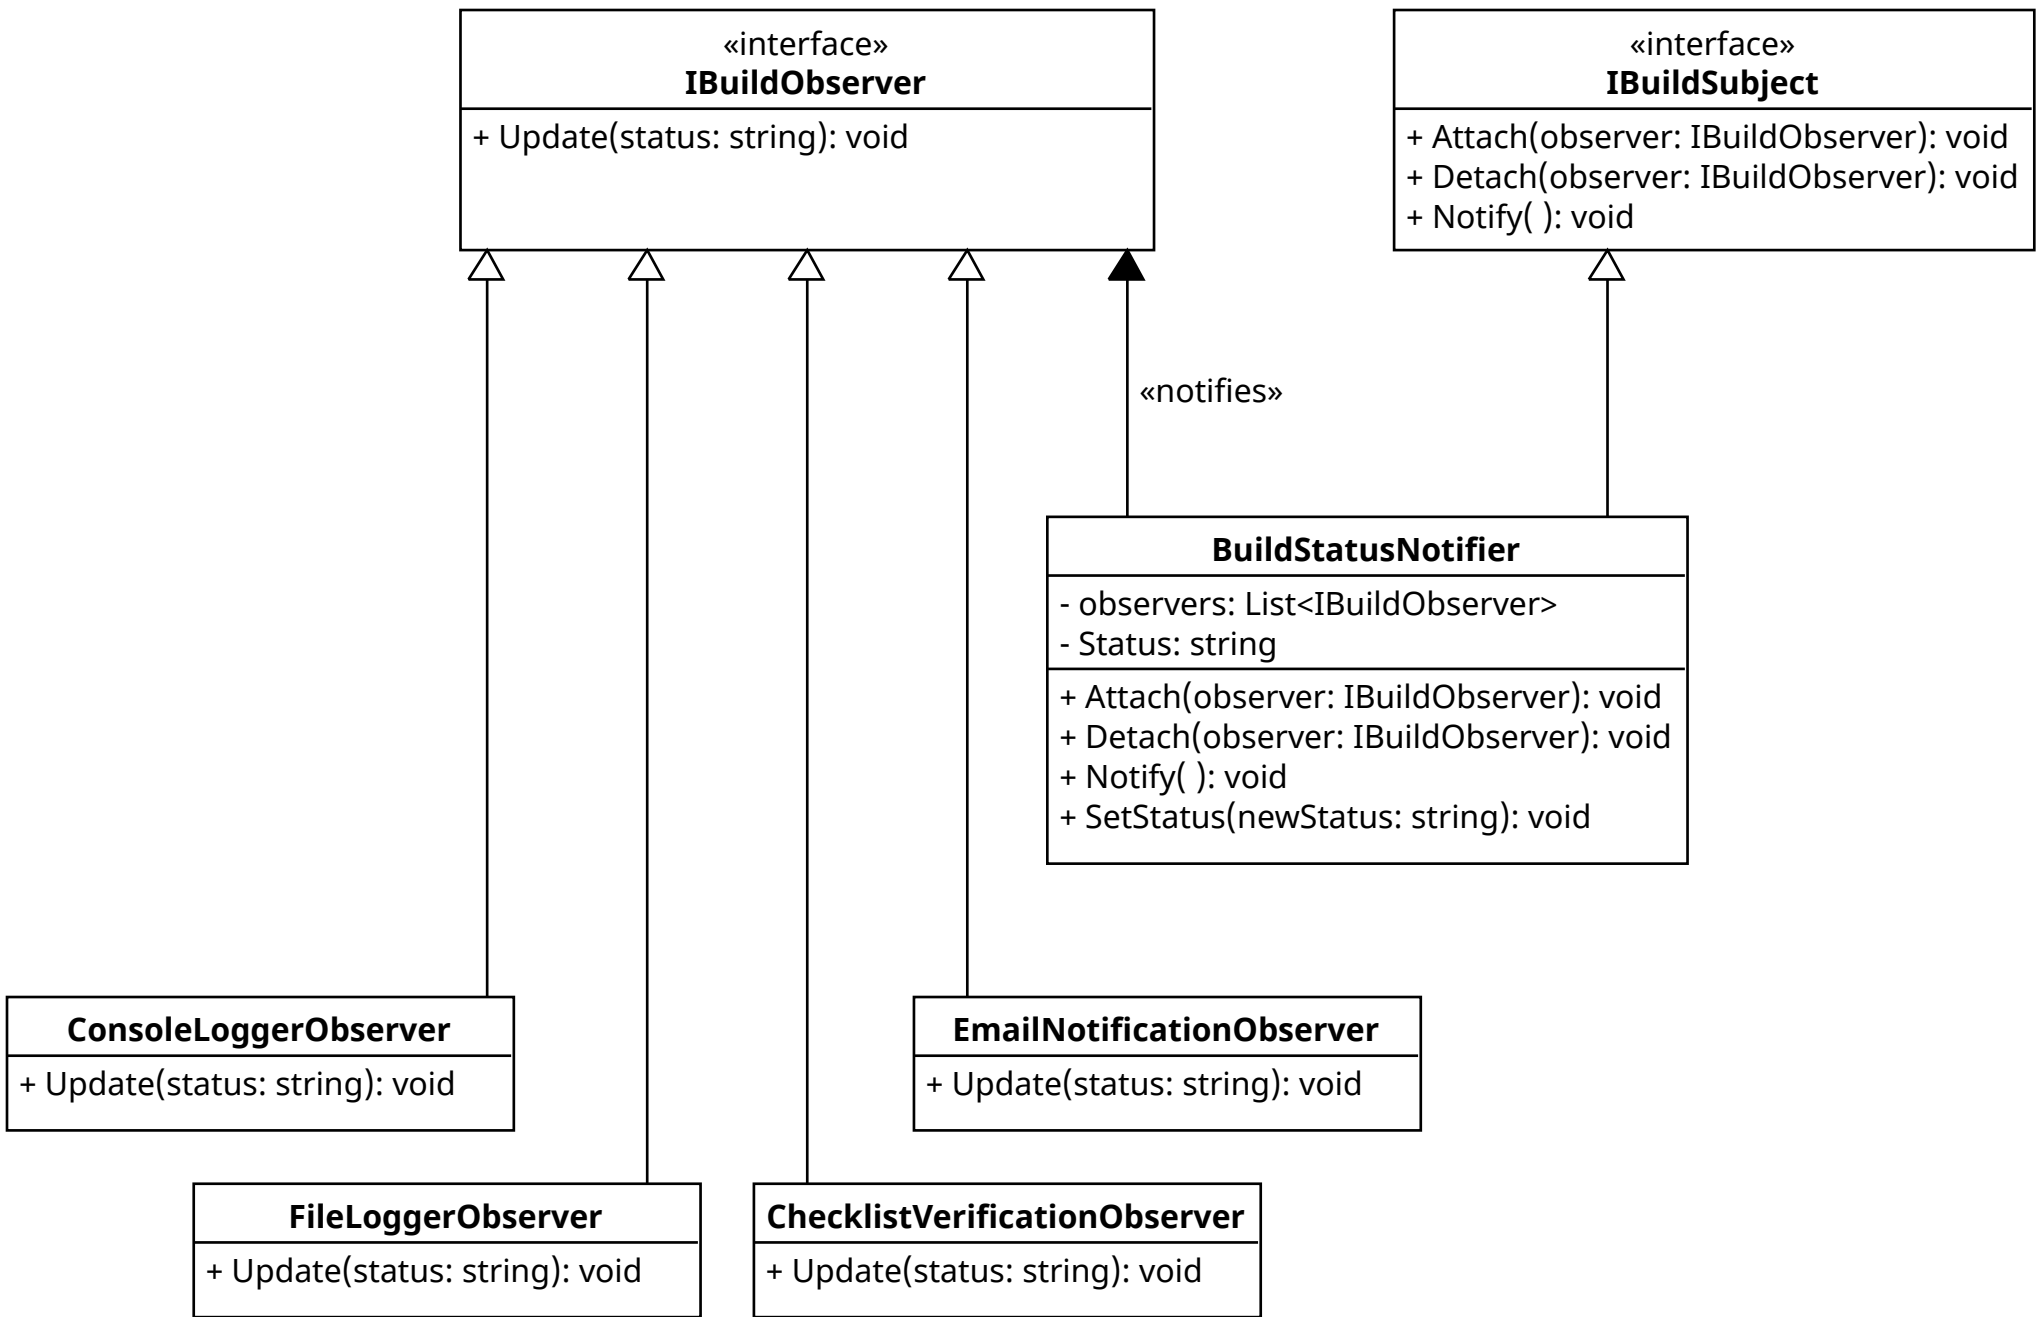 «interface»
IBuildObserver
+ Update(status: string): void
«interface»
IBuildSubject
+ Attach(observer: IBuildObserver): void
+ Detach(observer: IBuildObserver): void
+ Notify( ): void
«notifies»
BuildStatusNotifier
- observers: List<IBuildObserver>
- Status: string
+ Attach(observer: IBuildObserver): void
+ Detach(observer: IBuildObserver): void
+ Notify( ): void
+ SetStatus(newStatus: string): void
ConsoleLoggerObserver
+ Update(status: string): void
EmailNotificationObserver
+ Update(status: string): void
FileLoggerObserver
+ Update(status: string): void
ChecklistVerificationObserver
+ Update(status: string): void